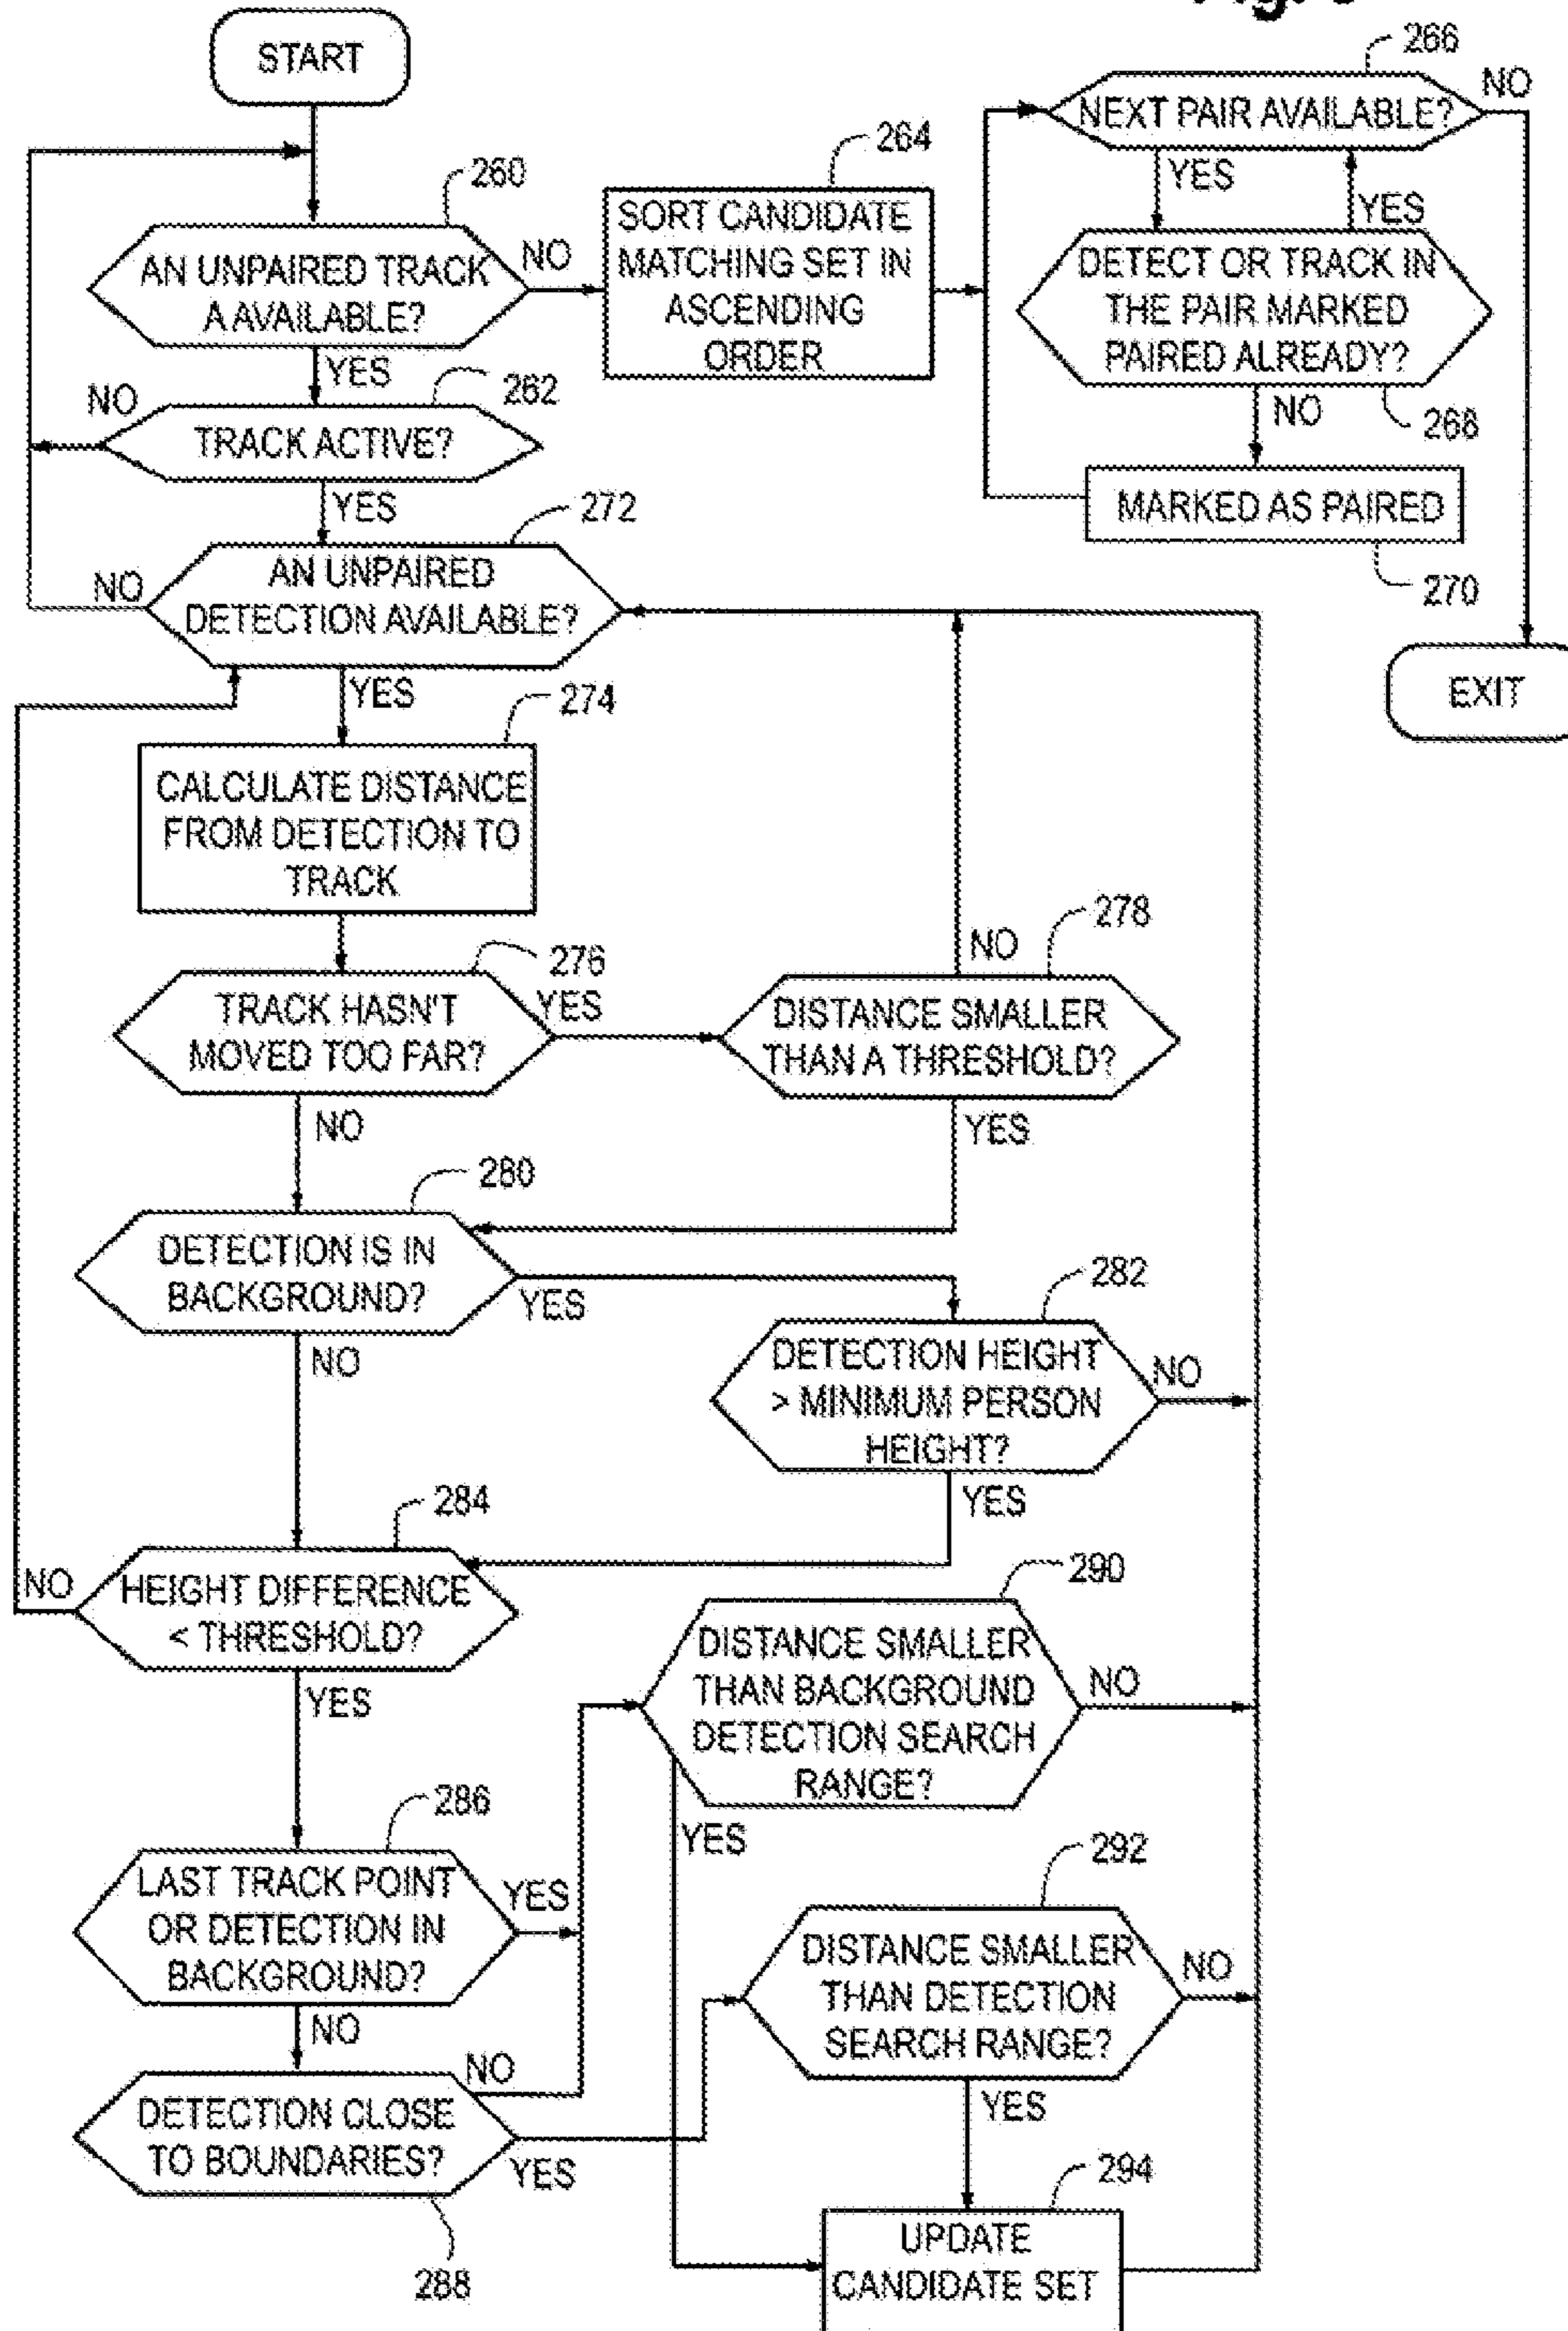 Fig.
START
266
NO
NEXT PAIR AVAILABLE?
YES
YES
260
264
AN UNPAIRED TRACK
A AVAILABLE?
NO
SORT CANDIDATE
MATCHING SET IN
ASCENDING
ORDER
DETECT OR TRACK IN
THE PAIR MARKED
PAIRED ALREADY?
268
NO
YES
262
NO
TRACK ACTIVE?
YES
MARKED AS PAIRED
270
272
AN UNPAIRED
DETECTION AVAILABLE?
NO
YES
EXIT
274
CALCULATE DISTANCE
FROM DETECTION TO
TRACK
276
TRACK HASN'T
MOVED TOO FAR?
YES
NO
278
NO
DISTANCE SMALLER
THAN A THRESHOLD?
YES
280
DETECTION IS IN
BACKGROUND?
YES
NO
282
DETECTION HEIGHT
> MINIMUM PERSON
HEIGHT?
NO
YES
284
NO
HEIGHT DIFFERENCE
< THRESHOLD?
YES
290
DISTANCE SMALLER
THAN BACKGROUND
DETECTION SEARCH
RANGE?
NO
YES
286
LAST TRACK POINT
OR DETECTION IN
BACKGROUND?
YES
NO
292
DISTANCE SMALLER
THAN DETECTION
SEARCH RANGE?
NO
YES
NO
DETECTION CLOSE
TO BOUNDARIES?
YES
288
294
UPDATE
CANDIDATE SET